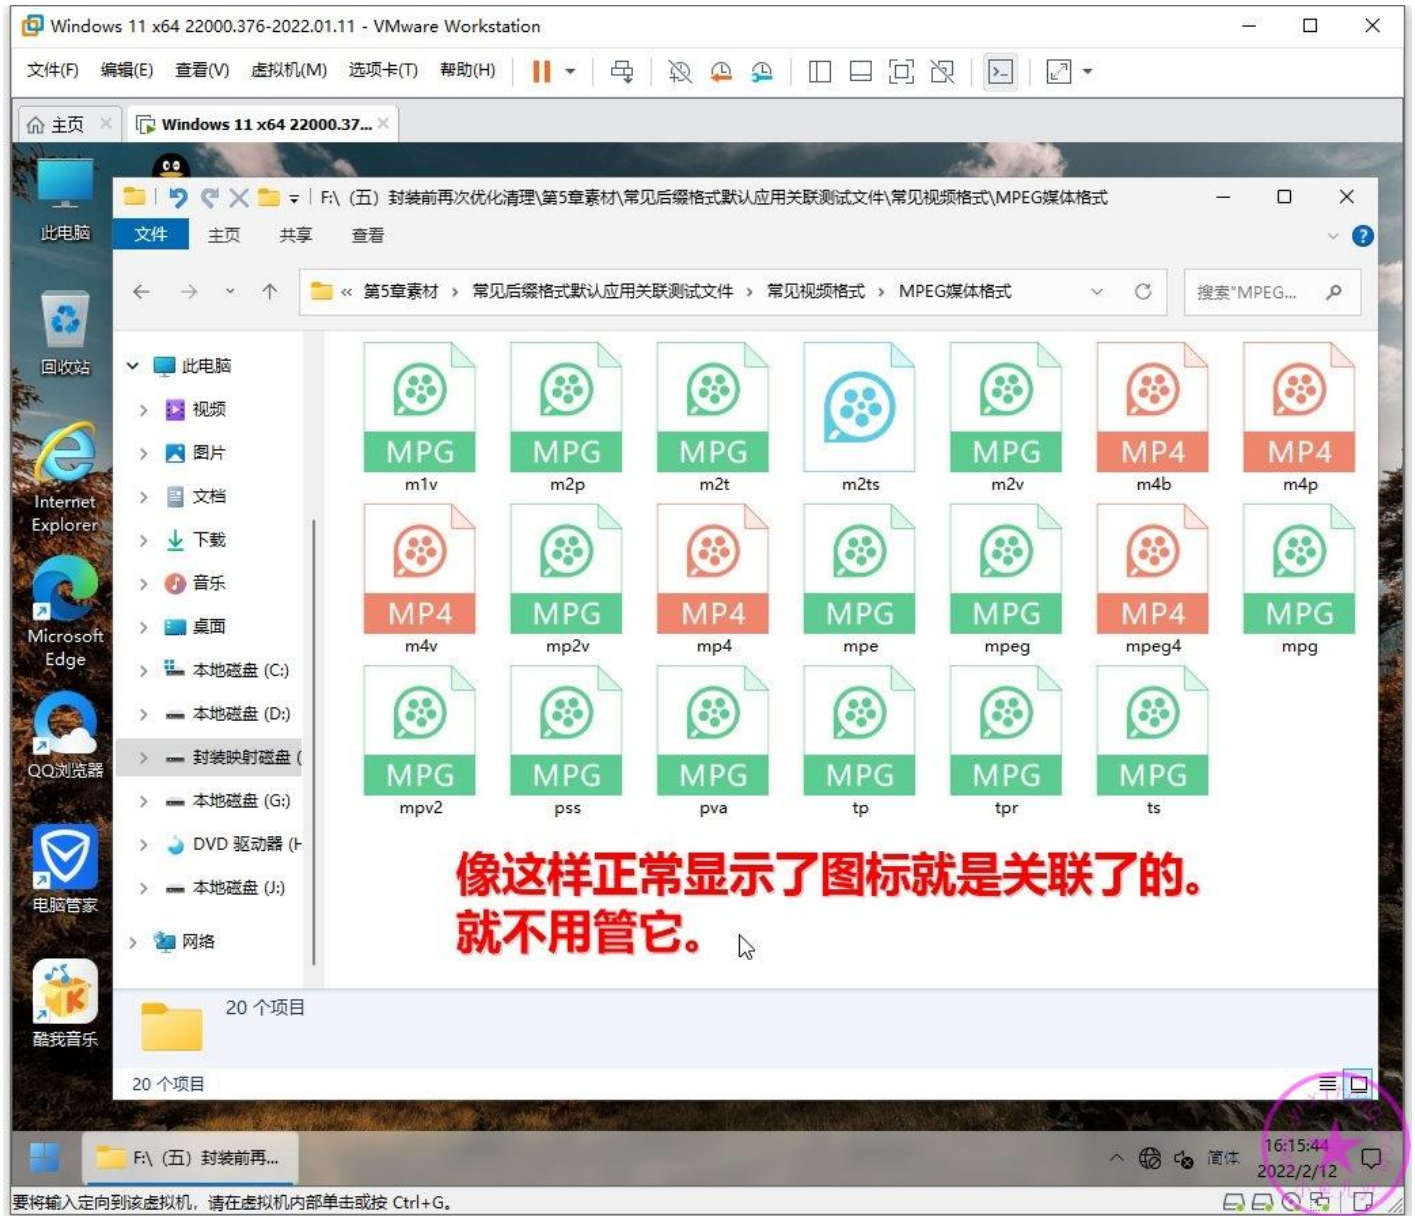 Windows 11 x64 22000.376-2022.01.11 - VMware Workstation
文件(F) 编辑(E) 查看(V) 虚拟机(M) 选项卡(T) 帮助(H)
主页 Windows 11 x64 22000.37...
F:\（五）封装前再次优化清理\第5章素材\常见后缀格式默认应用关联测试文件\常见视频格式\MPEG媒体格式
文件 主页 共享 查看
« 第5章素材 › 常见后缀格式默认应用关联测试文件 › 常见视频格式 › MPEG媒体格式
搜索"MPEG...
此电脑
回收站
Internet
Explorer
Microsoft
Edge
QQ浏览器
电脑管家
酷我音乐
此电脑
视频
图片
文档
下载
音乐
桌面
本地磁盘 (C:)
本地磁盘 (D:)
封装映射磁盘 (
本地磁盘 (G:)
DVD 驱动器 (H
本地磁盘 (J:)
网络
MPG MPG MPG MPG MP4 MP4
m1v m2p m2t m2ts m2v m4b m4p
MP4 MPG MP4 MPG MPG MP4 MPG
m4v mp2v mp4 mpe mpeg mpeg4 mpg
MPG MPG MPG MPG MPG MPG
mpv2 pss pva tp tpr ts
像这样正常显示了图标就是关联了的。
就不用管它。
20 个项目
20 个项目
F:\（五）封装前再...
简体
16:15:44
2022/2/12
要将输入定向到该虚拟机，请在虚拟机内部单击或按 Ctrl+G。